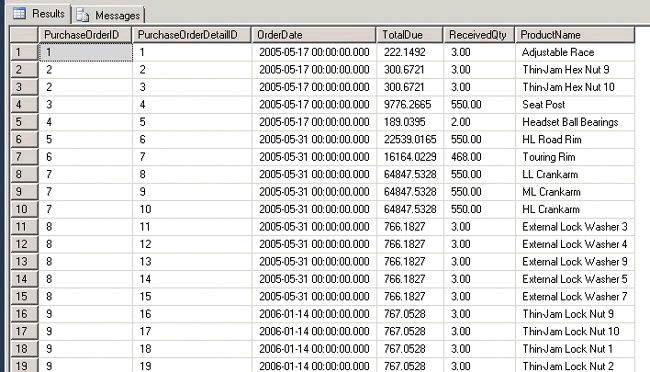 Results Messages
PurchaseOrderID PurchaseOrderDetailID OrderDate TotalDue ReceivedQty ProductName
1 1 1 2005-05-17 00:00:00.000 222.1492 3.00 Adjustable Race
2 2 2 2005-05-17 00:00:00.000 300.6721 3.00 Thin-Jam Hex Nut 9
3 2 3 2005-05-17 00:00:00.000 300.6721 3.00 Thin-Jam Hex Nut 10
4 3 4 2005-05-17 00:00:00.000 9776.2665 550.00 Seat Post
5 4 5 2005-05-17 00:00:00.000 189.0395 2.00 Headset Ball Bearings
6 5 6 2005-05-31 00:00:00.000 22539.0165 550.00 HL Road Rim
7 6 7 2005-05-31 00:00:00.000 16164.0229 468.00 Touring Rim
8 7 8 2005-05-31 00:00:00.000 64847.5328 550.00 LL Crankarm
9 7 9 2005-05-31 00:00:00.000 64847.5328 550.00 ML Crankarm
10 7 10 2005-05-31 00:00:00.000 64847.5328 550.00 HL Crankarm
11 8 11 2005-05-31 00:00:00.000 766.1827 3.00 External Lock Washer 3
12 8 12 2005-05-31 00:00:00.000 766.1827 3.00 External Lock Washer 4
13 8 13 2005-05-31 00:00:00.000 766.1827 3.00 External Lock Washer 9
14 8 14 2005-05-31 00:00:00.000 766.1827 3.00 External Lock Washer 5
15 8 15 2005-05-31 00:00:00.000 766.1827 3.00 External Lock Washer 7
16 9 16 2006-01-14 00:00:00.000 767.0528 3.00 Thin-Jam Lock Nut 9
17 9 17 2006-01-14 00:00:00.000 767.0528 3.00 Thin-Jam Lock Nut 10
18 9 18 2006-01-14 00:00:00.000 767.0528 3.00 Thin-Jam Lock Nut 1
19 9 19 2006-01-14 00:00:00.000 767.0528 3.00 Thin-Jam Lock Nut 2